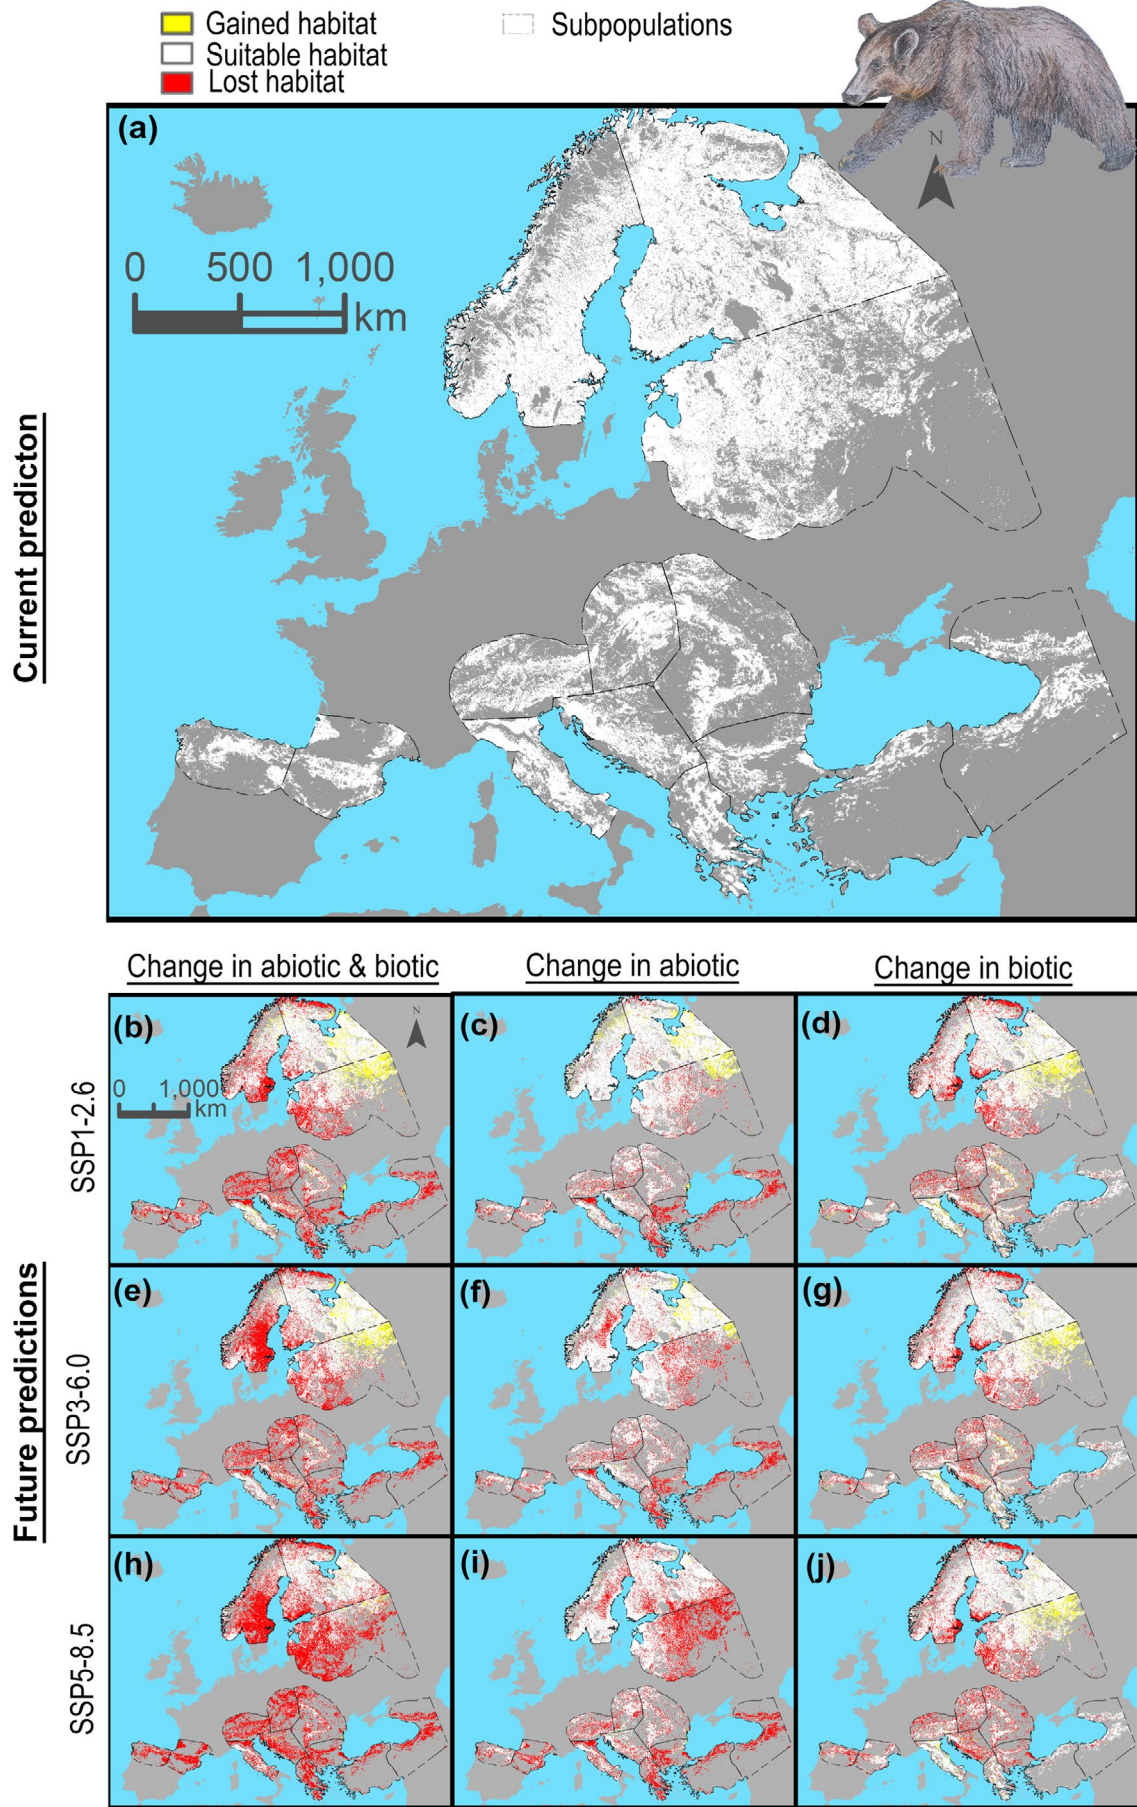 Gained habitat
Suitable habitat
Lost habitat
Subpopulations
(a)
N
0 500 1,000
km
Current predicton
Change in abiotic & biotic
Change in abiotic
Change in biotic
(b)
N
(c)
(d)
0 1,000
km
SSP1-2.6
(e)
(f)
(g)
Future predictions
SSP3-6.0
(h)
(i)
(j)
SSP5-8.5